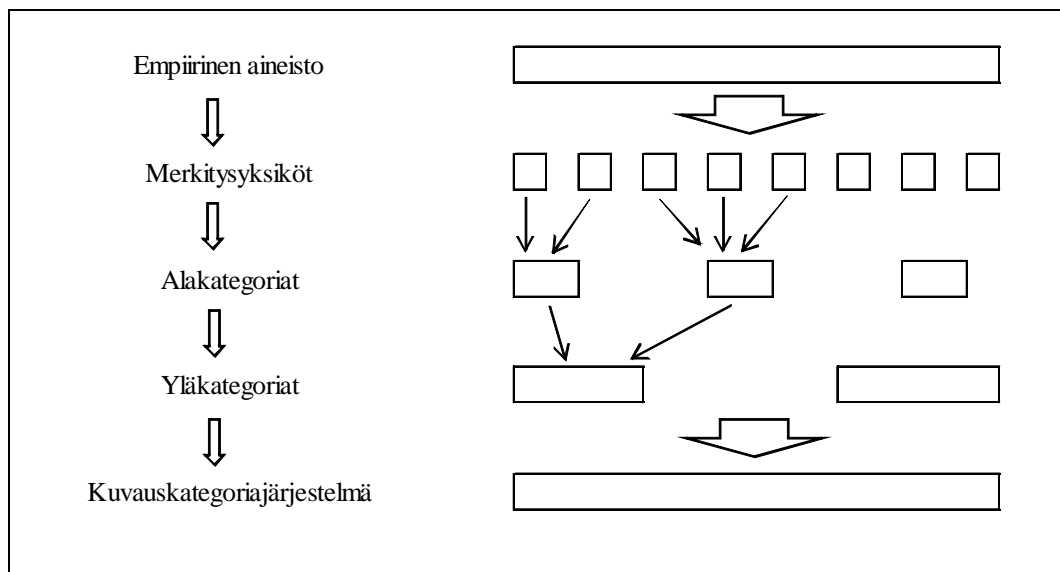 Empiirinen aineisto
Merkitysyksiköt
Alakategoriat
Yläkategoriat
Kuvauskategoriajärjestelmä